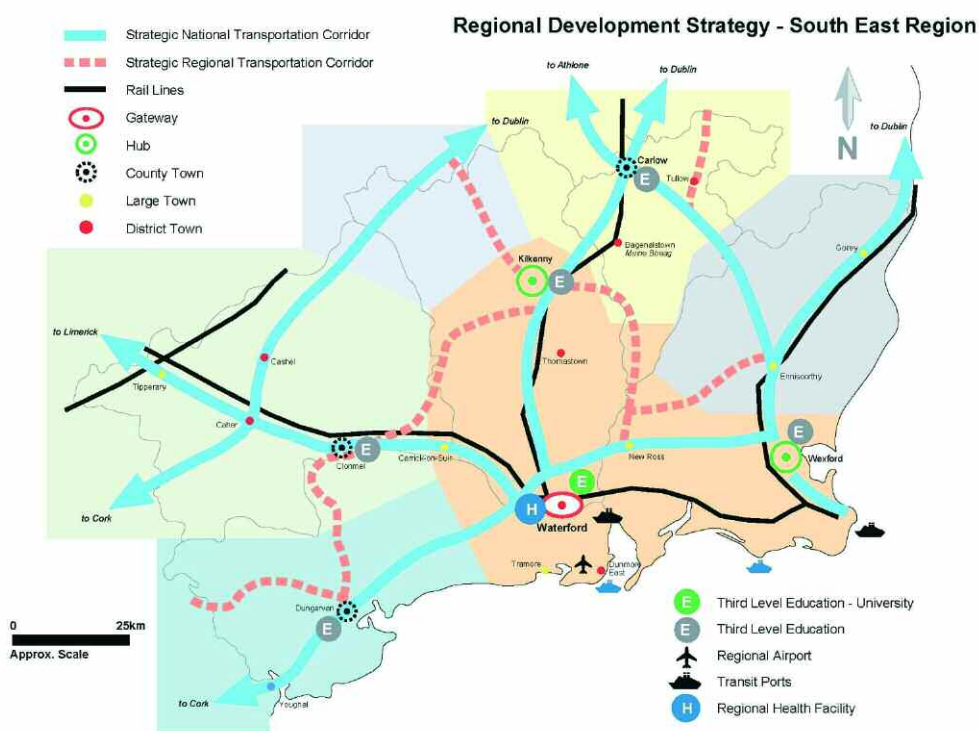 Regional Development Strategy - South East Region
Strategic National Transportation Corridor
Strategic Regional Transportation Corridor
Rail Lines
Gateway
Hub
County Town
Large Town
District Town
to Athlone
to Dublin
to Dublin
to Dublin
N
Carlow
E
Tullow
Bagenalstown
Muine Bheag
Gorey
Kilkenny
E
to Limerick
Tipperary
Cashel
Thomastown
Enniscorthy
Caher
E
Clonmel
E
Carrick-on-Suir
New Ross
Wexford
E
H
Waterford
to Cork
Tramore
Dunmore
East
Dungarven
E
0
25km
Approx. Scale
to Cork
Youghal
E
Third Level Education - University
E
Third Level Education
Regional Airport
Transit Ports
H
Regional Health Facility